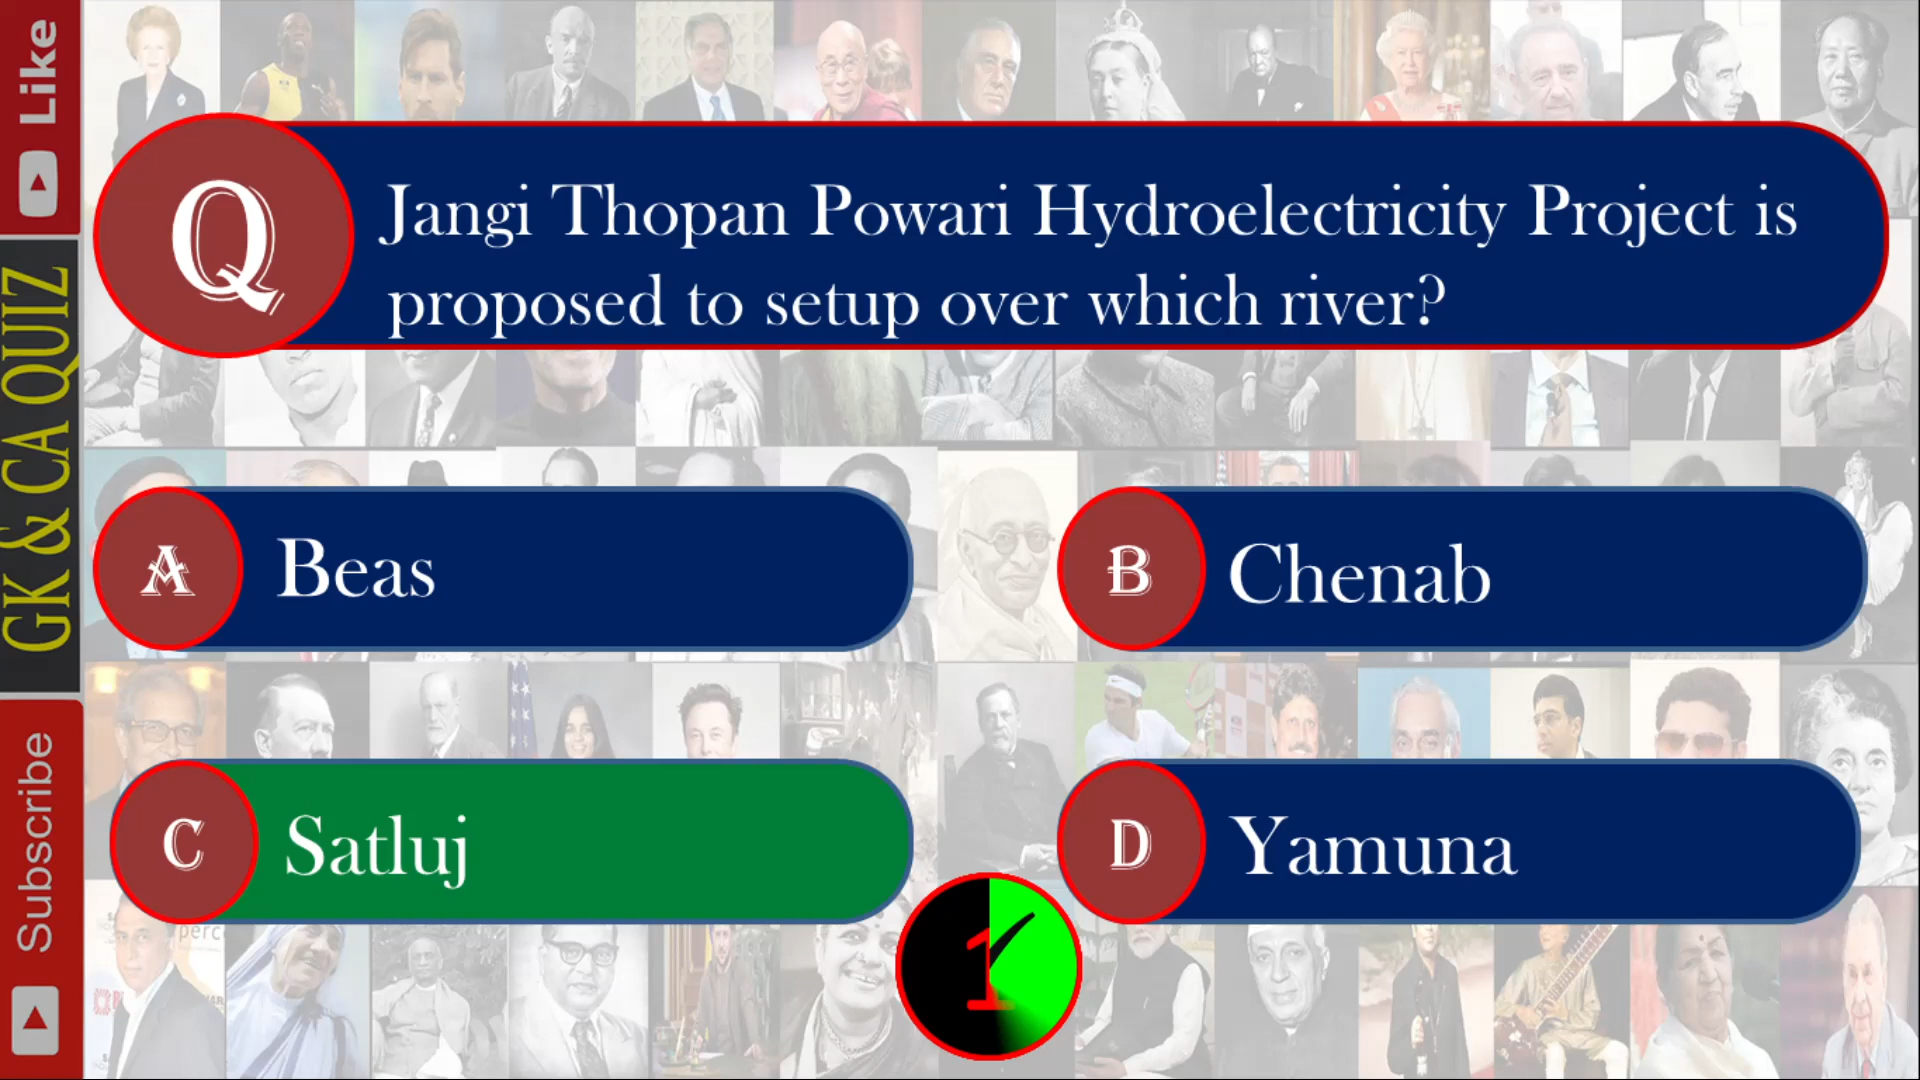 Like
GK & CA QUIZ
Subscribe
Q
Jangi Thopan Powari Hydroelectricity Project is
proposed to setup over which river?
A Beas
B Chenab
C Satluj
D Yamuna
1
perc